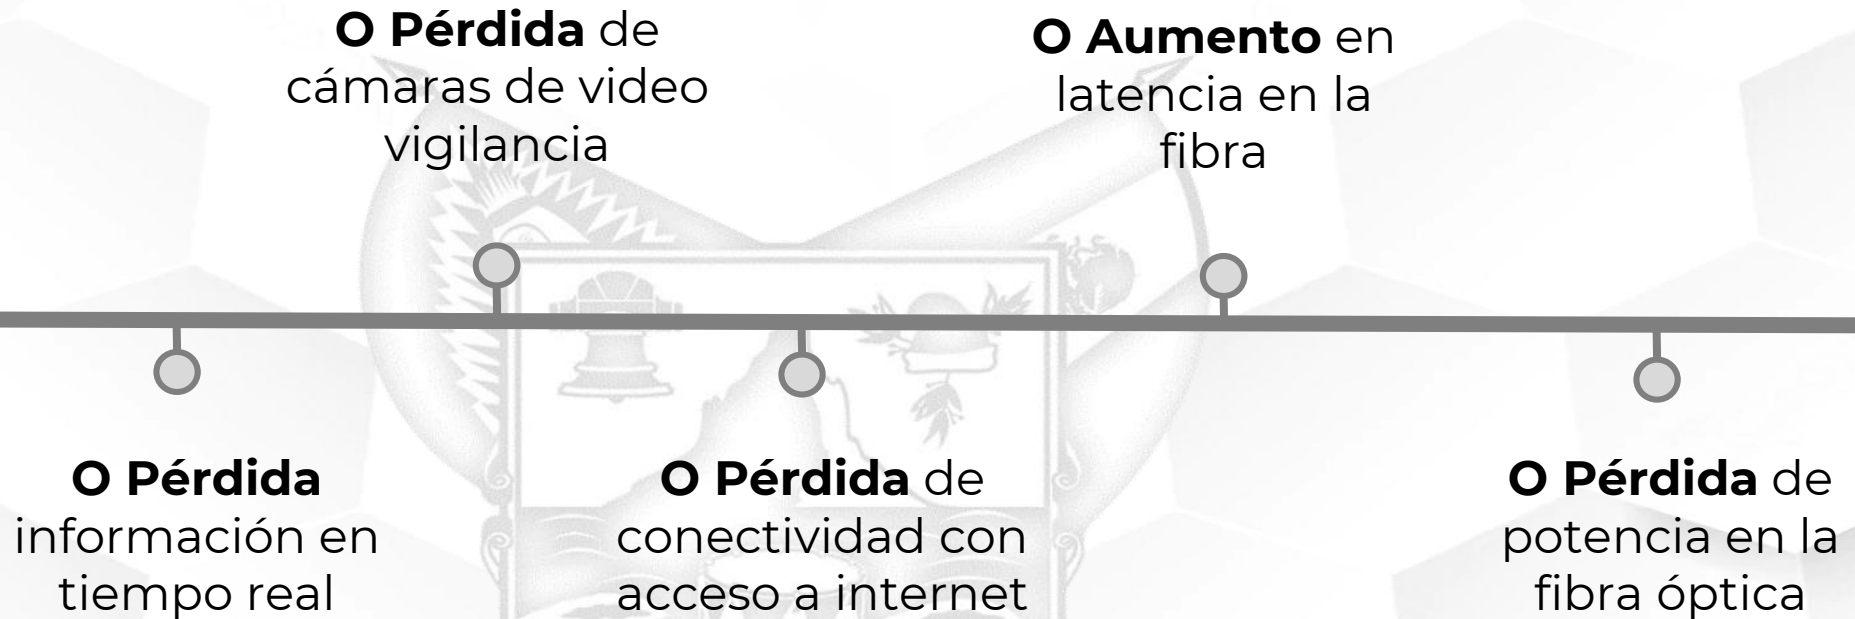 O Pérdida de
cámaras de video
vigilancia
O Aumento en
latencia en la
fibra
O Pérdida
información en
tiempo real
O Pérdida de
conectividad con
acceso a internet
O Pérdida de
potencia en la
fibra óptica